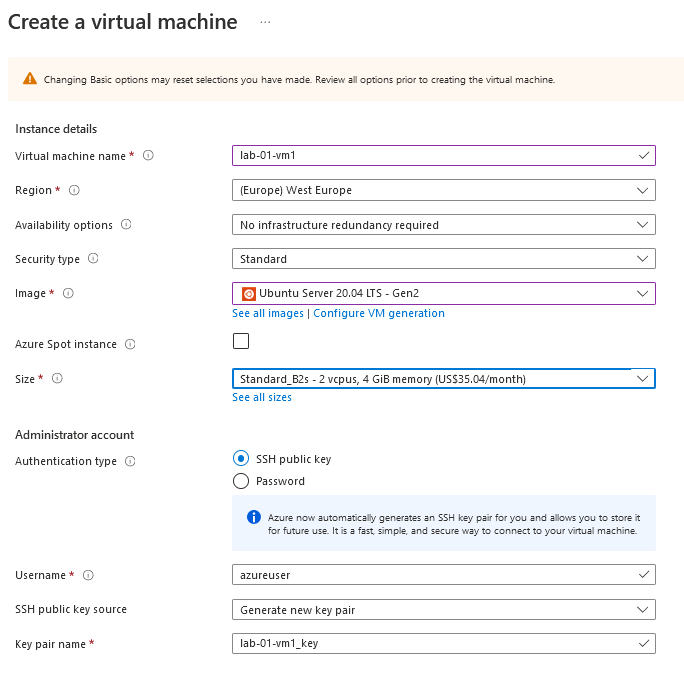 Create a virtual machine ...
Changing Basic options may reset selections you have made. Review all options prior to creating the virtual machine.
Instance details
Virtual machine name * lab-01-vm1
Region * (Europe) West Europe
Availability options No infrastructure redundancy required
Security type Standard
Image * Ubuntu Server 20.04 LTS - Gen2
See all images | Configure VM generation
Azure Spot instance
Size * Standard_B2s - 2 vcpus, 4 GiB memory (US$35.04/month)
See all sizes
Administrator account
Authentication type SSH public key
Password
Azure now automatically generates an SSH key pair for you and allows you to store it
for future use. It is a fast, simple, and secure way to connect to your virtual machine.
Username * azureuser
SSH public key source Generate new key pair
Key pair name * lab-01-vm1_key